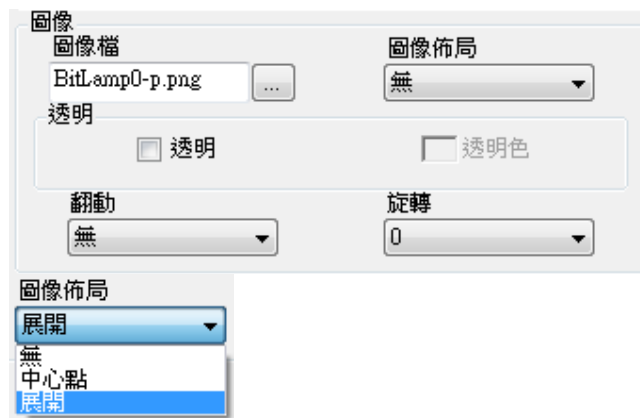 圖像
圖像檔
圖像佈局
BitLamp0-p.png
...
無
透明
透明
透明色
翻動
旋轉
無
0
圖像佈局
展開
無
中心點
展開